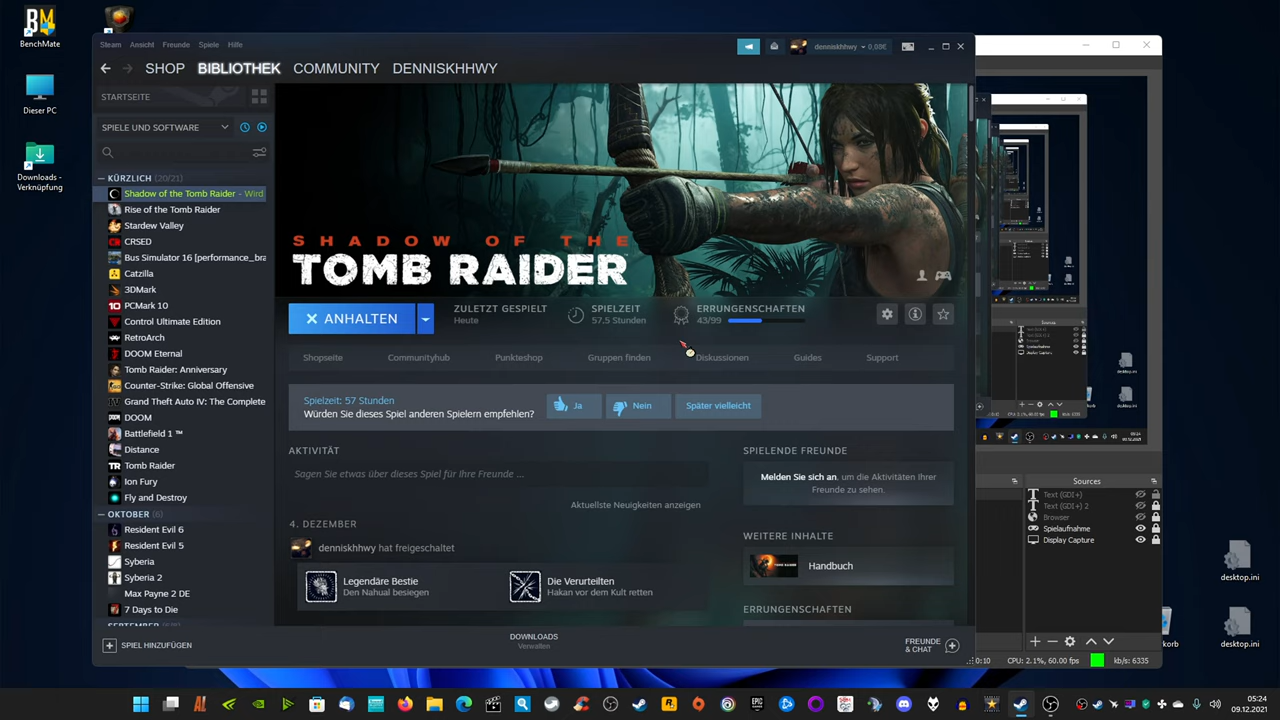 BenchMate
Dieser PC
Downloads -
Verknüpfung
Steam Ansicht Freunde Spiele Hilfe
denniskhhwy 0,88€
SHOP BIBLIOTHEK COMMUNITY DENNISKHHWY
STARTSEITE
SPIELE UND SOFTWARE
KÜRZLICH (20/21)
Shadow of the Tomb Raider - Wird
Rise of the Tomb Raider
Stardew Valley
CRSED
Bus Simulator 16 [performance_bra
Catzilla
3DMark
PCMark 10
Control Ultimate Edition
RetroArch
DOOM Eternal
Tomb Raider: Anniversary
Counter-Strike: Global Offensive
Grand Theft Auto IV: The Complete
DOOM
Battlefield 1 ™
Distance
Tomb Raider
Ion Fury
Fly and Destroy
OKTOBER (6)
Resident Evil 6
Resident Evil 5
Syberia
Syberia 2
Max Payne 2 DE
7 Days to Die
SPIEL HINZUFÜGEN
SHADOW OF THE
TOMB RAIDER
ANHALTEN
ZULETZT GESPIELT
Heute
SPIELZEIT
57.5 Stunden
ERRUNGENSCHAFTEN
43/99
Shopseite Communityhub Punkteshop Gruppen finden Diskussionen Guides Support
Spielzeit: 57 Stunden
Würden Sie dieses Spiel anderen Spielern empfehlen?
Ja Nein Später vielleicht
AKTIVITÄT
Sagen Sie etwas über dieses Spiel für Ihre Freunde ...
Aktuellste Neuigkeiten anzeigen
4. DEZEMBER
denniskhhwy hat freigeschaltet
Legendäre Bestie
Den Nahual besiegen
Die Verurteilten
Hakan vor dem Kult retten
SPIELENDE FREUNDE
Melden Sie sich an, um die Aktivitäten Ihrer
Freunde zu sehen.
WEITERE INHALTE
Handbuch
ERRUNGENSCHAFTEN
DOWNLOADS
Verwalten
FREUNDE
& CHAT
Sources
Text (GDI+)
Text (GDI+) 2
Browser
Spielaufnahme
Display Capture
0:10 CPU: 2.1%, 60.00 fps kb/s: 6335
desktop.ini
korb
desktop.ini
05:24
09.12.2021